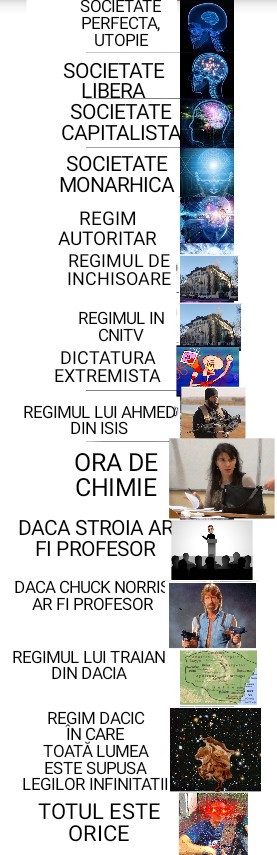 SOCIETATE
PERFECTA,
UTOPIE
SOCIETATE
LIBERA
SOCIETATE
CAPITALISTA
SOCIETATE
MONARHICA
REGIM
AUTORITAR
REGIMUL DE
INCHISOARE
REGIMUL IN
CNITV
DICTATURA
EXTREMISTA
REGIMUL LUI AHMED
DIN ISIS
ORA DE
CHIMIE
DACA STROIA AR
FI PROFESOR
DACA CHUCK NORRIS
AR FI PROFESOR
REGIMUL LUI TRAIAN
DIN DACIA
REGIM DACIC
ÎN CARE
TOATĂ LUMEA
ESTE SUPUSA
LEGILOR INFINITATII
TOTUL ESTE
ORICE